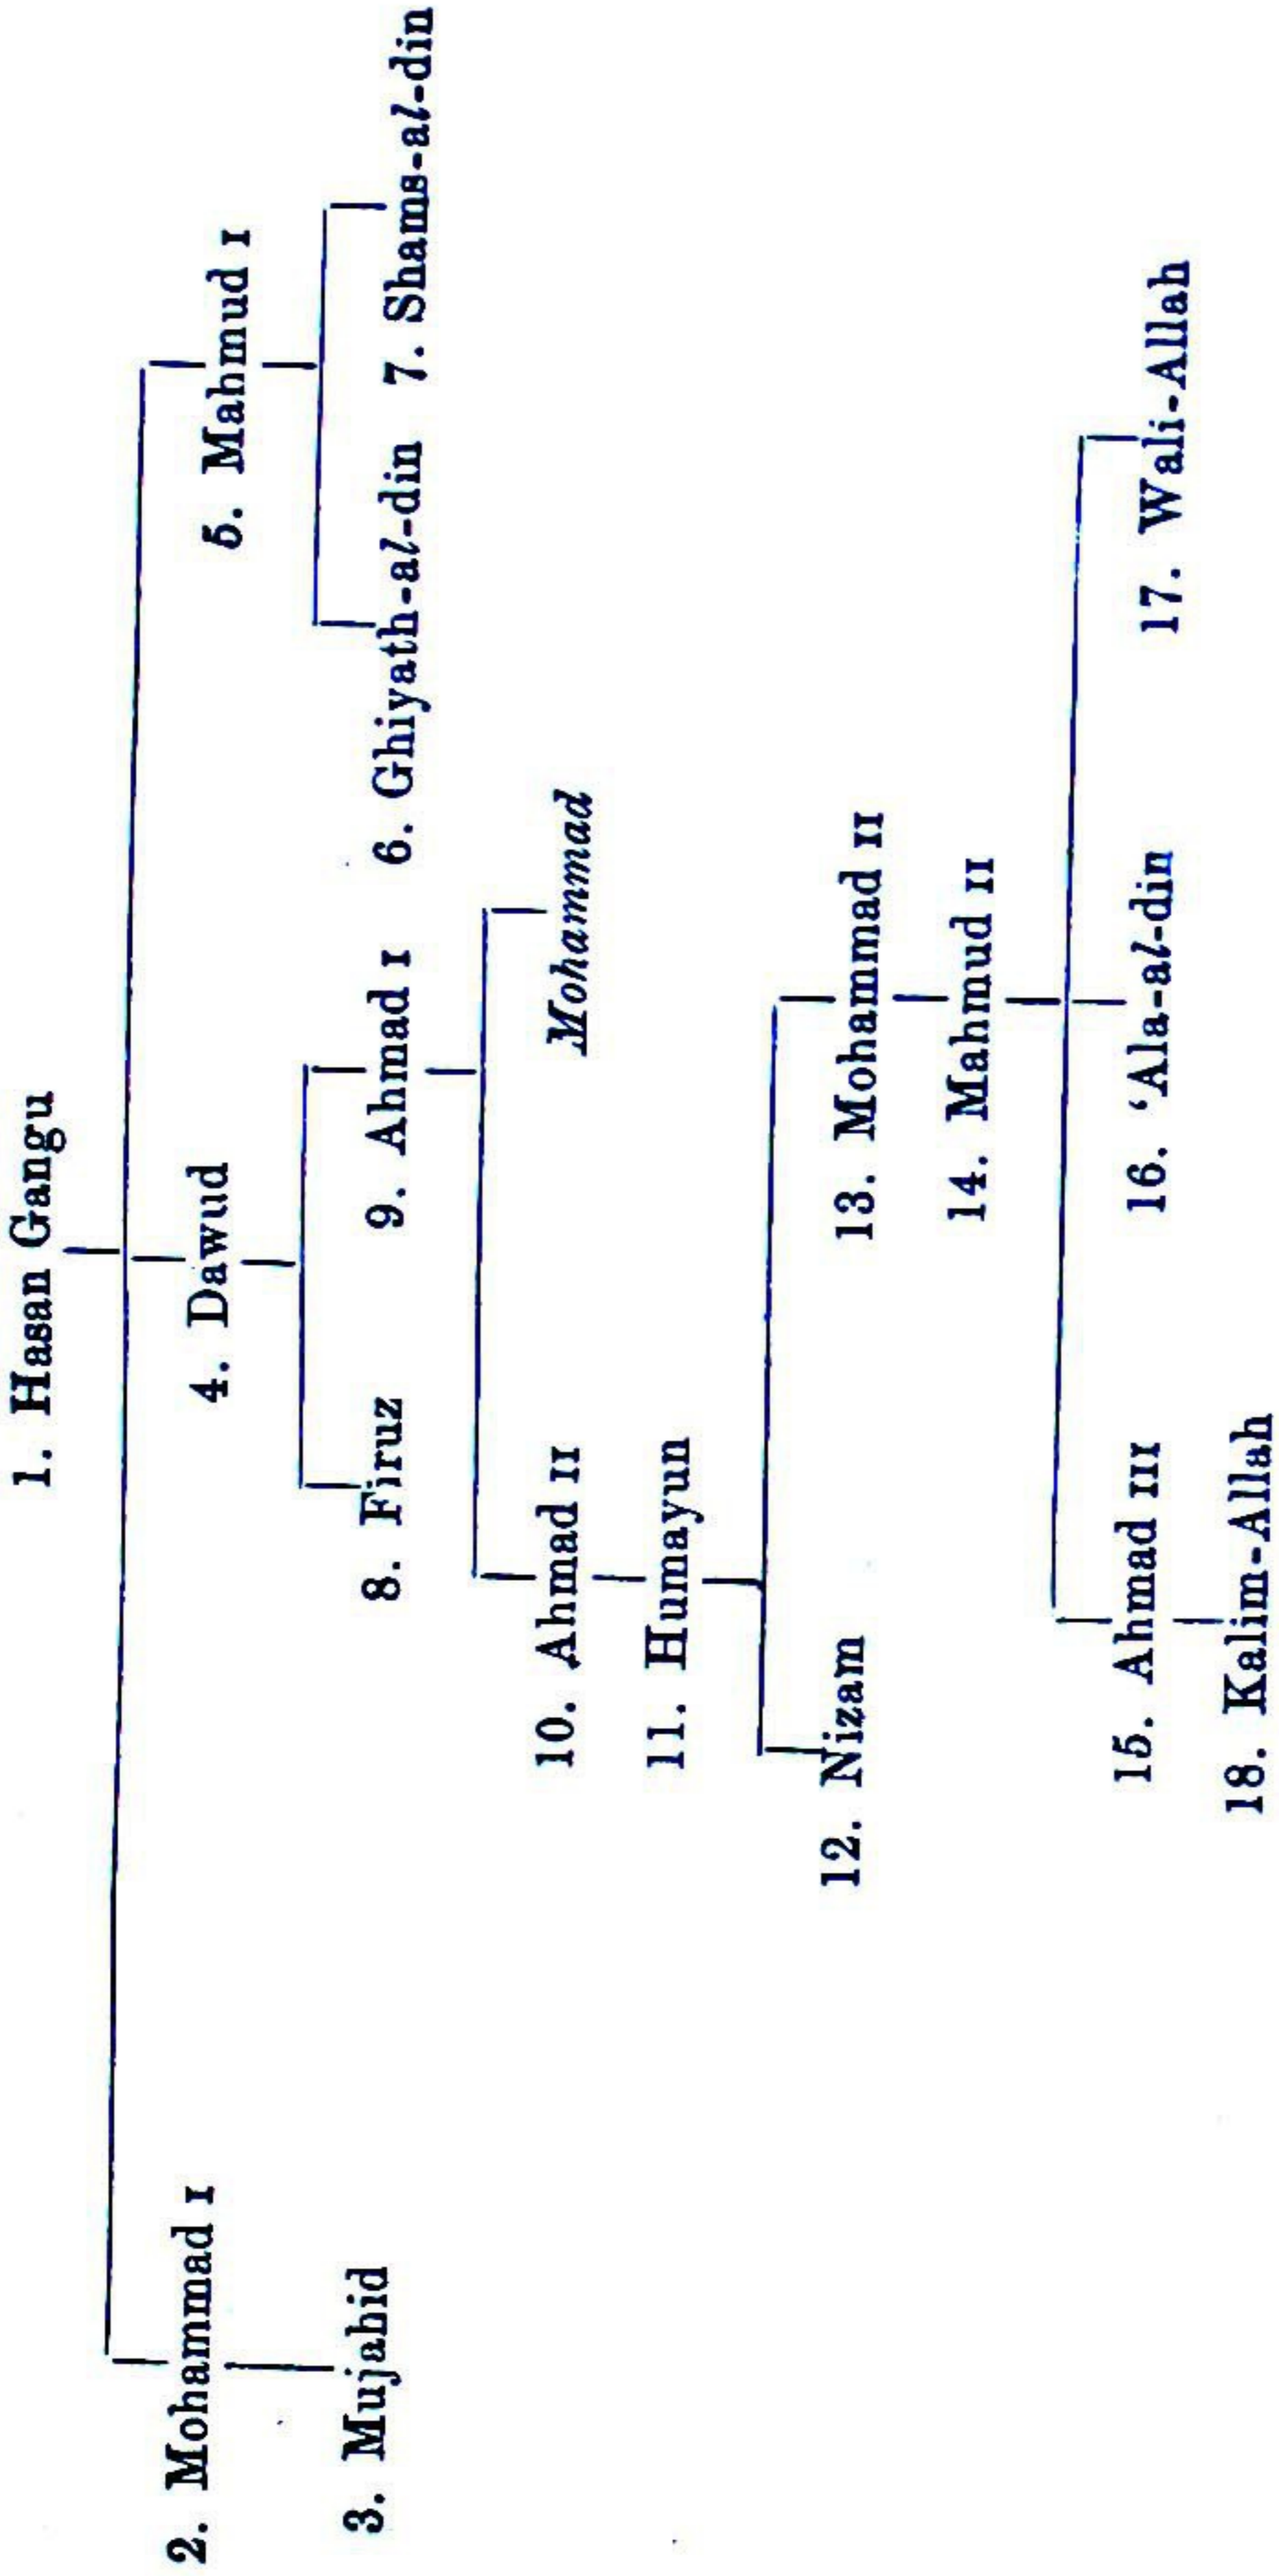 1. Hasan Gangu
2. Mohammad I
4. Dawud
5. Mahmud I
3. Mujahid
8. Firuz
9. Ahmad I
6. Ghiyath-al-din
7. Shams-al-din
10. Ahmad II
Mohammad
11. Humayun
12. Nizam
13. Mohammad II
14. Mahmud II
15. Ahmad III
16. ‘Ala-al-din
17. Wali-Allah
18. Kalim-Allah